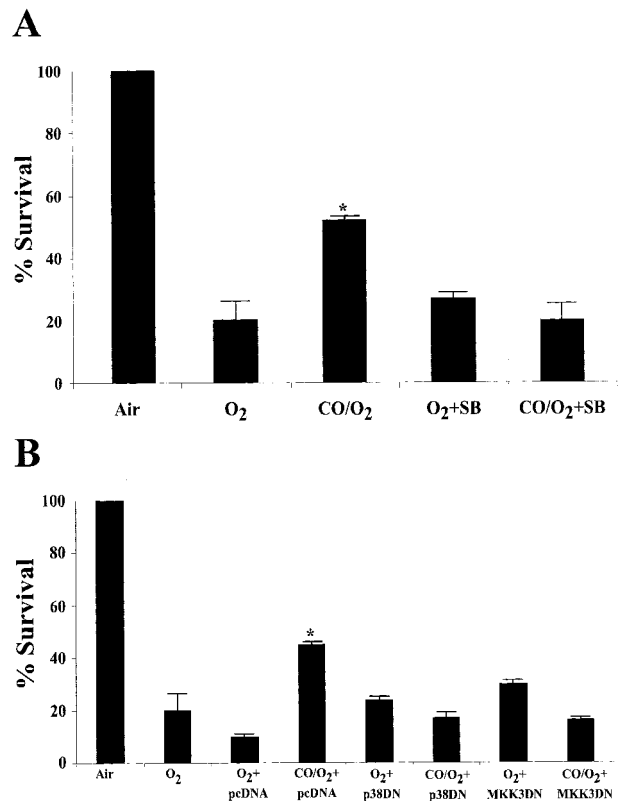 A
% Survival
100
80
60
40
20
0
*
Air O2 CO/O2 O2+SB CO/O2+SB
B
% Survival
100
80
60
40
20
0
*
Air O2 O2+ CO/O2+ O2+ CO/O2+ O2+ CO/O2+
pcDNA pcDNA p38DN p38DN MKK3DN MKK3DN